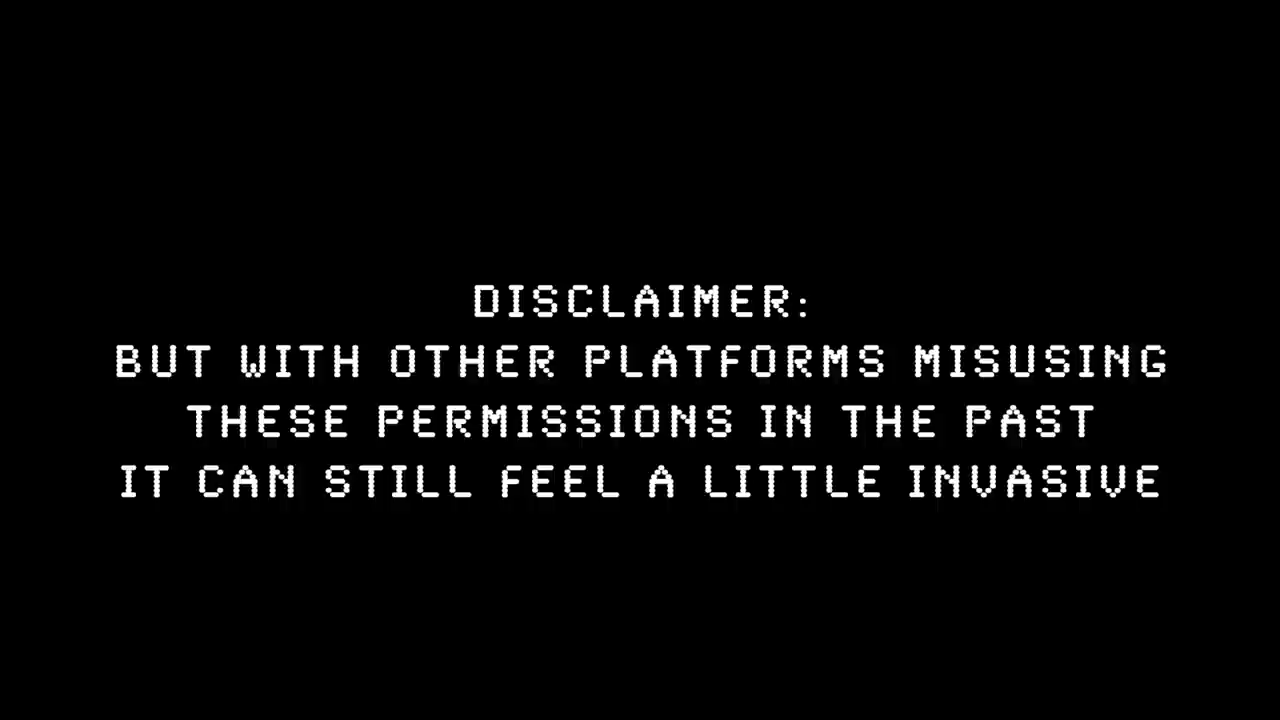 DISCLAIMER:
BUT WITH OTHER PLATFORMS MISUSING
THESE PERMISSIONS IN THE PAST
IT CAN STILL FEEL A LITTLE INVASIVE